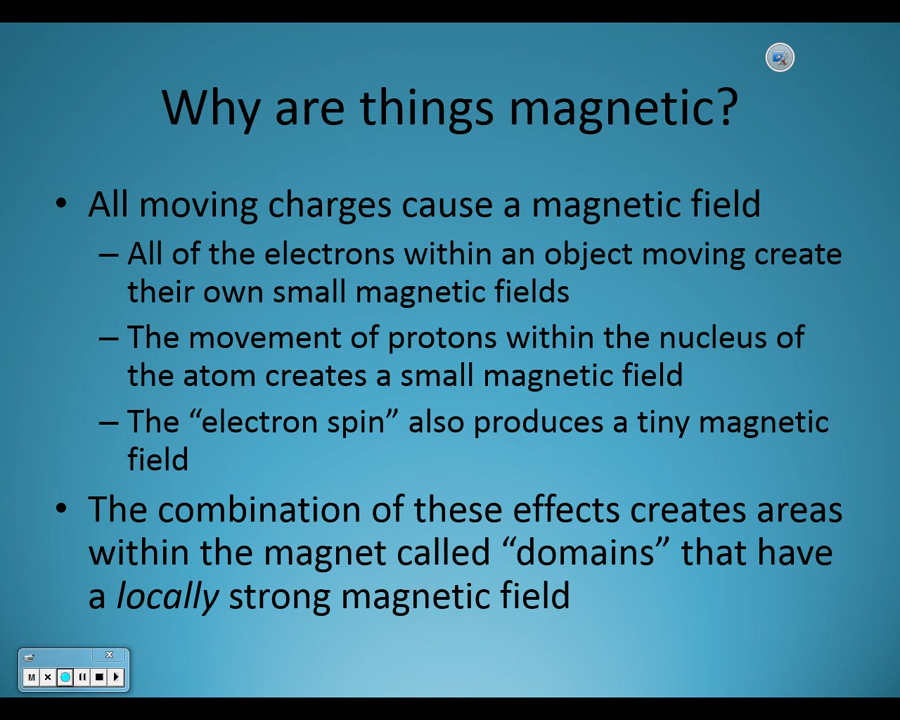 Why are things magnetic?
• All moving charges cause a magnetic field
– All of the electrons within an object moving create
their own small magnetic fields
– The movement of protons within the nucleus of
the atom creates a small magnetic field
– The “electron spin” also produces a tiny magnetic
field
• The combination of these effects creates areas
within the magnet called “domains” that have
a locally strong magnetic field
M